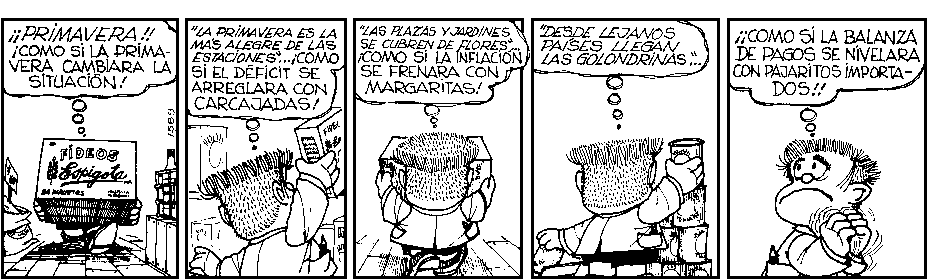 ¡¡PRIMAVERA!!
¡COMO SI LA PRIMA-
VERA CAMBIARA LA
SITUACIÓN!
FIDEOS
Espigola
"LA PRIMAVERA ES LA
MÁS ALEGRE DE LAS
ESTACIONES"...¡COMO
SI EL DÉFICIT SE
ARREGLARA CON
CARCAJADAS!
"LAS PLAZAS Y JARDINES
SE CUBREN DE FLORES".
¡COMO SI LA INFLACIÓN
SE FRENARA CON
MARGARITAS!
"DESDE LEJANOS
PAÍSES LLEGAN
LAS GOLONDRINAS"...
¡¡COMO SI LA BALANZA
DE PAGOS SE NIVELARA
CON PAJARITOS IMPORTA-
DOS!!